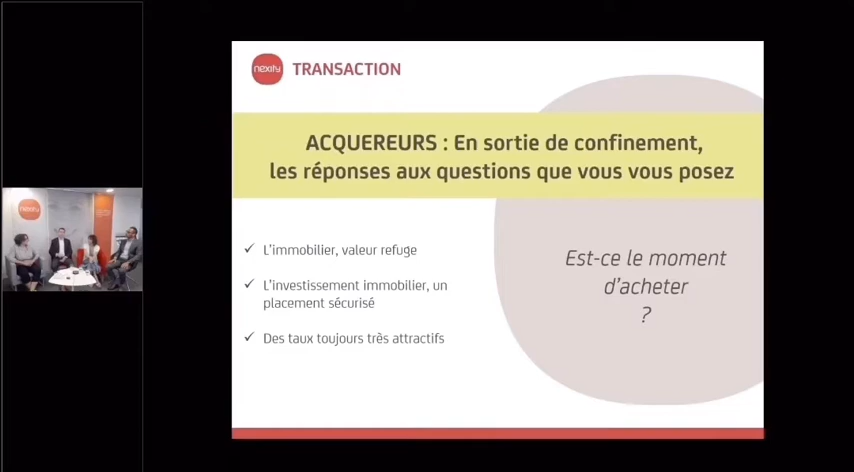 nexity TRANSACTION
ACQUEREURS : En sortie de confinement,
les réponses aux questions que vous vous posez
✓ L'immobilier, valeur refuge
✓ L'investissement immobilier, un
placement sécurisé
✓ Des taux toujours très attractifs
Est-ce le moment
d'acheter
?
nexity